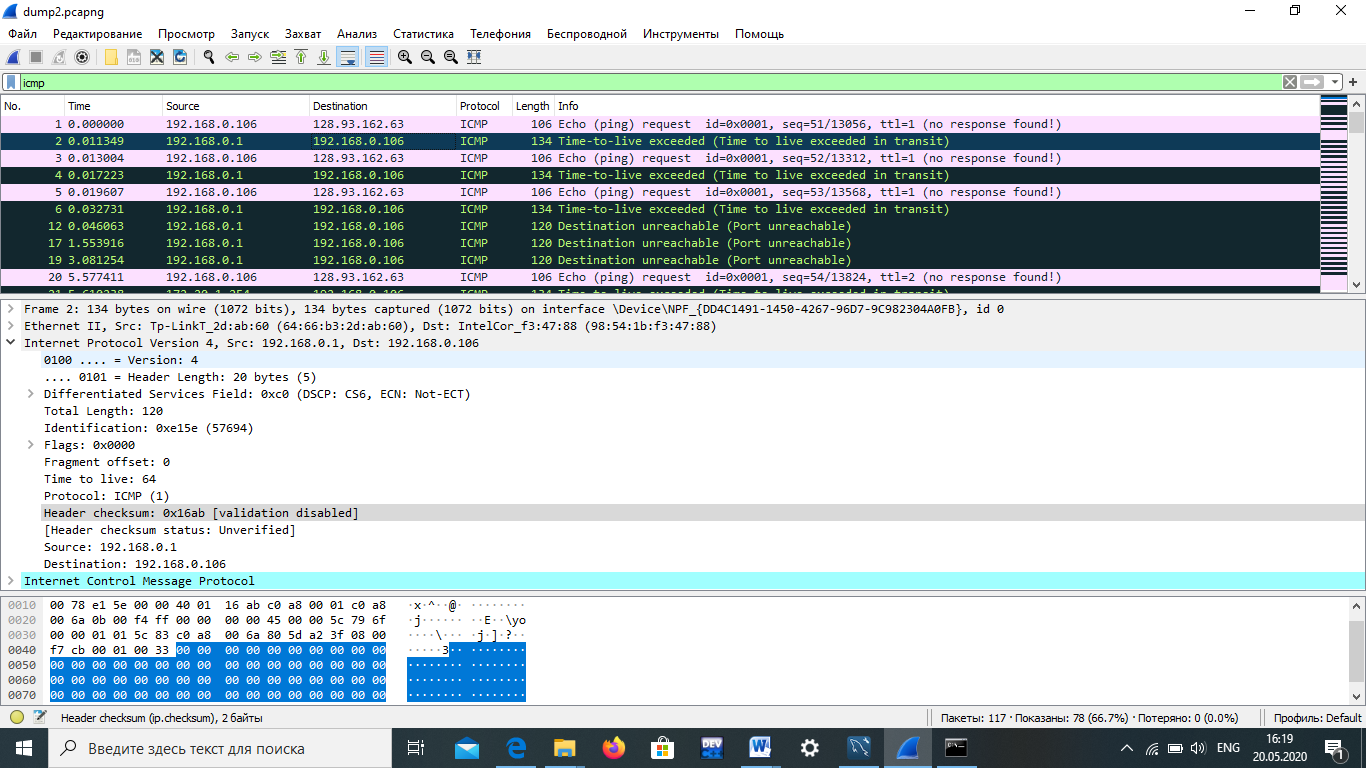 dump2.pcapng
Файл Редактирование Просмотр Запуск Захват Анализ Статистика Телефония Беспроводной Инструменты Помощь
icmp
No. Time Source Destination Protocol Length Info
1 0.000000 192.168.0.106 128.93.162.63 ICMP 106 Echo (ping) request id=0x0001, seq=51/13056, ttl=1 (no response found!)
2 0.011349 192.168.0.1 192.168.0.106 ICMP 134 Time-to-live exceeded (Time to live exceeded in transit)
3 0.013004 192.168.0.106 128.93.162.63 ICMP 106 Echo (ping) request id=0x0001, seq=52/13312, ttl=1 (no response found!)
4 0.017223 192.168.0.1 192.168.0.106 ICMP 134 Time-to-live exceeded (Time to live exceeded in transit)
5 0.019607 192.168.0.106 128.93.162.63 ICMP 106 Echo (ping) request id=0x0001, seq=53/13568, ttl=1 (no response found!)
6 0.032731 192.168.0.1 192.168.0.106 ICMP 134 Time-to-live exceeded (Time to live exceeded in transit)
12 0.046063 192.168.0.1 192.168.0.106 ICMP 120 Destination unreachable (Port unreachable)
17 1.553916 192.168.0.1 192.168.0.106 ICMP 120 Destination unreachable (Port unreachable)
19 3.081254 192.168.0.1 192.168.0.106 ICMP 120 Destination unreachable (Port unreachable)
20 5.577411 192.168.0.106 128.93.162.63 ICMP 106 Echo (ping) request id=0x0001, seq=54/13824, ttl=2 (no response found!)
Frame 2: 134 bytes on wire (1072 bits), 134 bytes captured (1072 bits) on interface \Device\NPF_{DD4C1491-1450-4267-96D7-9C982304A0FB}, id 0
Ethernet II, Src: Tp-LinkT_2d:ab:60 (64:66:b3:2d:ab:60), Dst: IntelCor_f3:47:88 (98:54:1b:f3:47:88)
Internet Protocol Version 4, Src: 192.168.0.1, Dst: 192.168.0.106
0100 .... = Version: 4
.... 0101 = Header Length: 20 bytes (5)
Differentiated Services Field: 0xc0 (DSCP: CS6, ECN: Not-ECT)
Total Length: 120
Identification: 0xe15e (57694)
Flags: 0x0000
Fragment offset: 0
Time to live: 64
Protocol: ICMP (1)
Header checksum: 0x16ab [validation disabled]
[Header checksum status: Unverified]
Source: 192.168.0.1
Destination: 192.168.0.106
Internet Control Message Protocol
0010 00 78 e1 5e 00 00 40 01 16 ab c0 a8 00 01 c0 a8 ·x·^··@· ········
0020 00 6a 0b 00 f4 ff 00 00 00 00 45 00 00 5c 79 6f ·j······ ··E··\yo
0030 00 00 01 01 5c 83 c0 a8 00 6a 80 5d a2 3f 08 00 ····\··· ·j·]·?··
0040 f7 cb 00 01 00 33 00 00 00 00 00 00 00 00 00 00 ·····3·· ········
0050 00 00 00 00 00 00 00 00 00 00 00 00 00 00 00 00 ········ ········
0060 00 00 00 00 00 00 00 00 00 00 00 00 00 00 00 00 ········ ········
0070 00 00 00 00 00 00 00 00 00 00 00 00 00 00 00 00 ········ ········
Header checksum (ip.checksum), 2 байты Пакеты: 117 · Показаны: 78 (66.7%) · Потеряно: 0 (0.0%) Профиль: Default
Введите здесь текст для поиска DEV ENG 16:19
20.05.2020 1